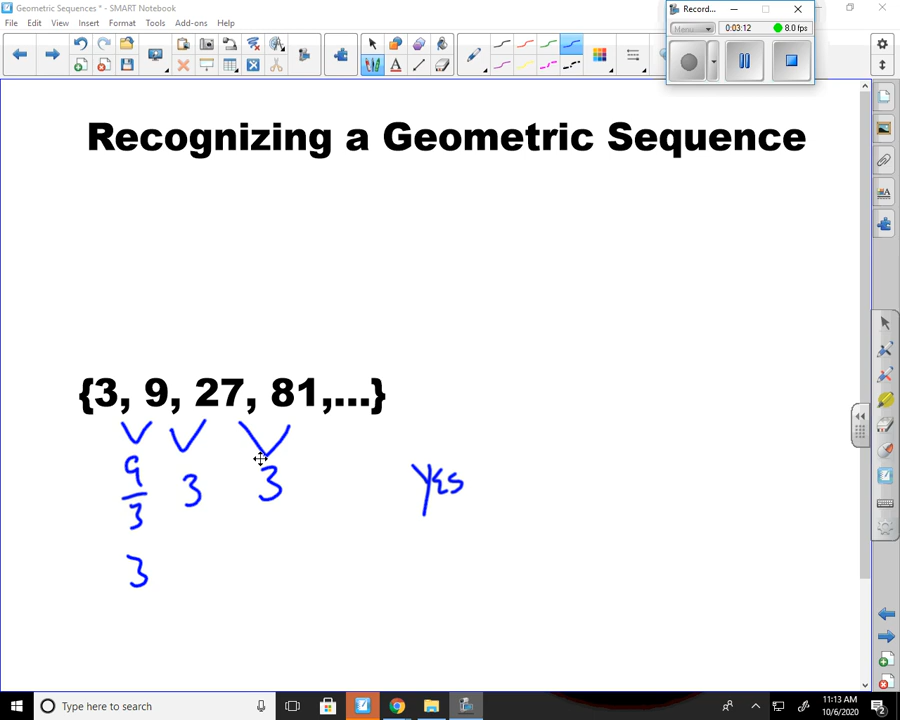 Geometric Sequences * - SMART Notebook
File Edit View Insert Format Tools Add-ons Help
Record...
Menu
0:03:12
8.0 fps
Recognizing a Geometric Sequence
{3, 9, 27, 81,...}
9
3
3
3
3
YES
Type here to search
11:13 AM
10/6/2020
2